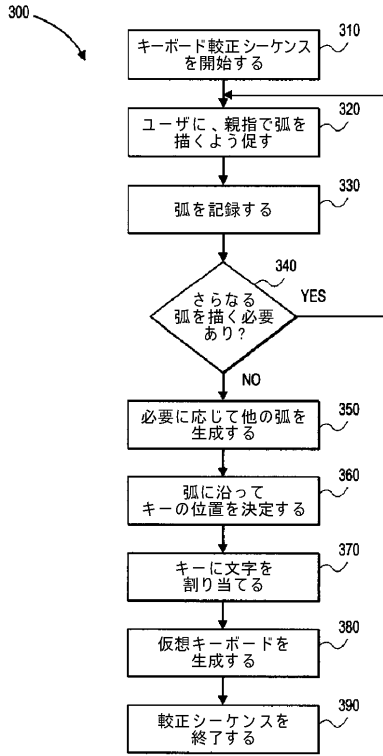 300
キーボード較正シーケンス
を開始する
310
ユーザに、親指で弧を
描くよう促す
320
弧を記録する
330
さらなる
弧を描く必要
あり?
340
YES
NO
必要に応じて他の弧を
生成する
350
弧に沿って
キーの位置を決定する
360
キーに文字を
割り当てる
370
仮想キーボードを
生成する
380
較正シーケンスを
終了する
390